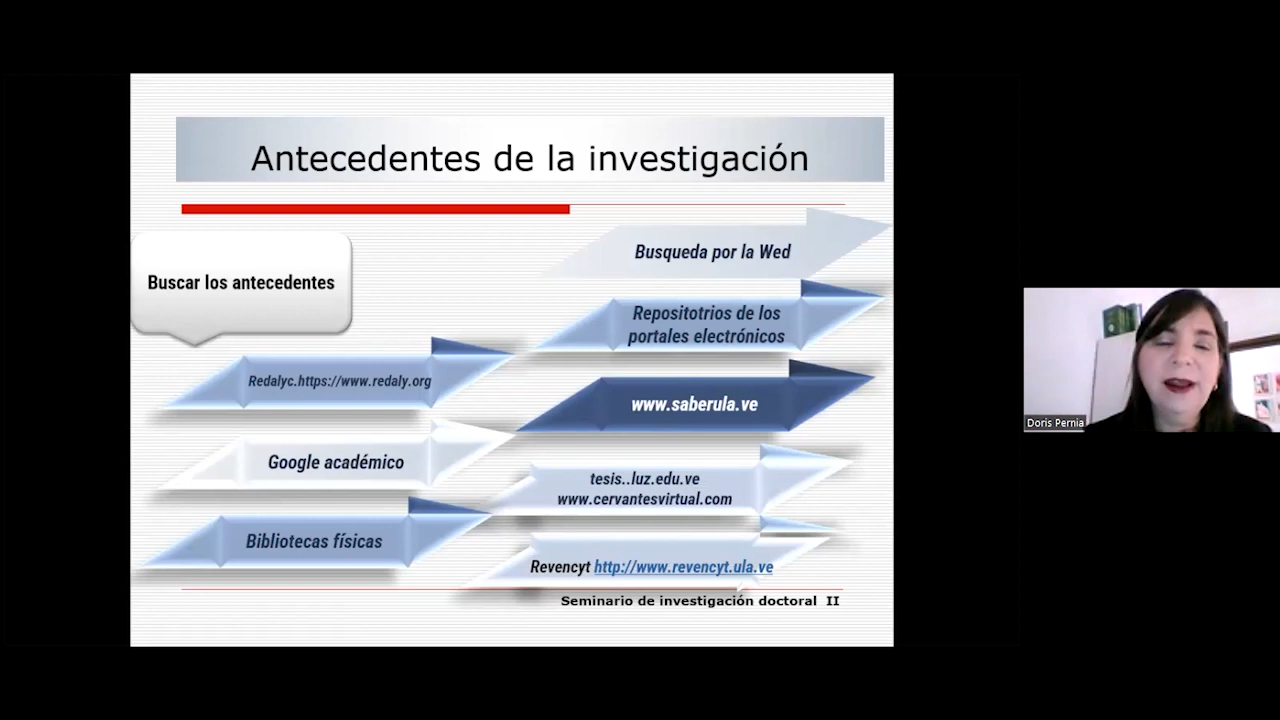 Antecedentes de la investigación
Buscar los antecedentes
Redalyc.https://www.redaly.org
Google académico
Bibliotecas físicas
Busqueda por la Wed
Repositotrios de los
portales electrónicos
www.saberula.ve
tesis..luz.edu.ve
www.cervantesvirtual.com
Revencyt http://www.revencyt.ula.ve
Seminario de investigación doctoral II
Doris Pernia